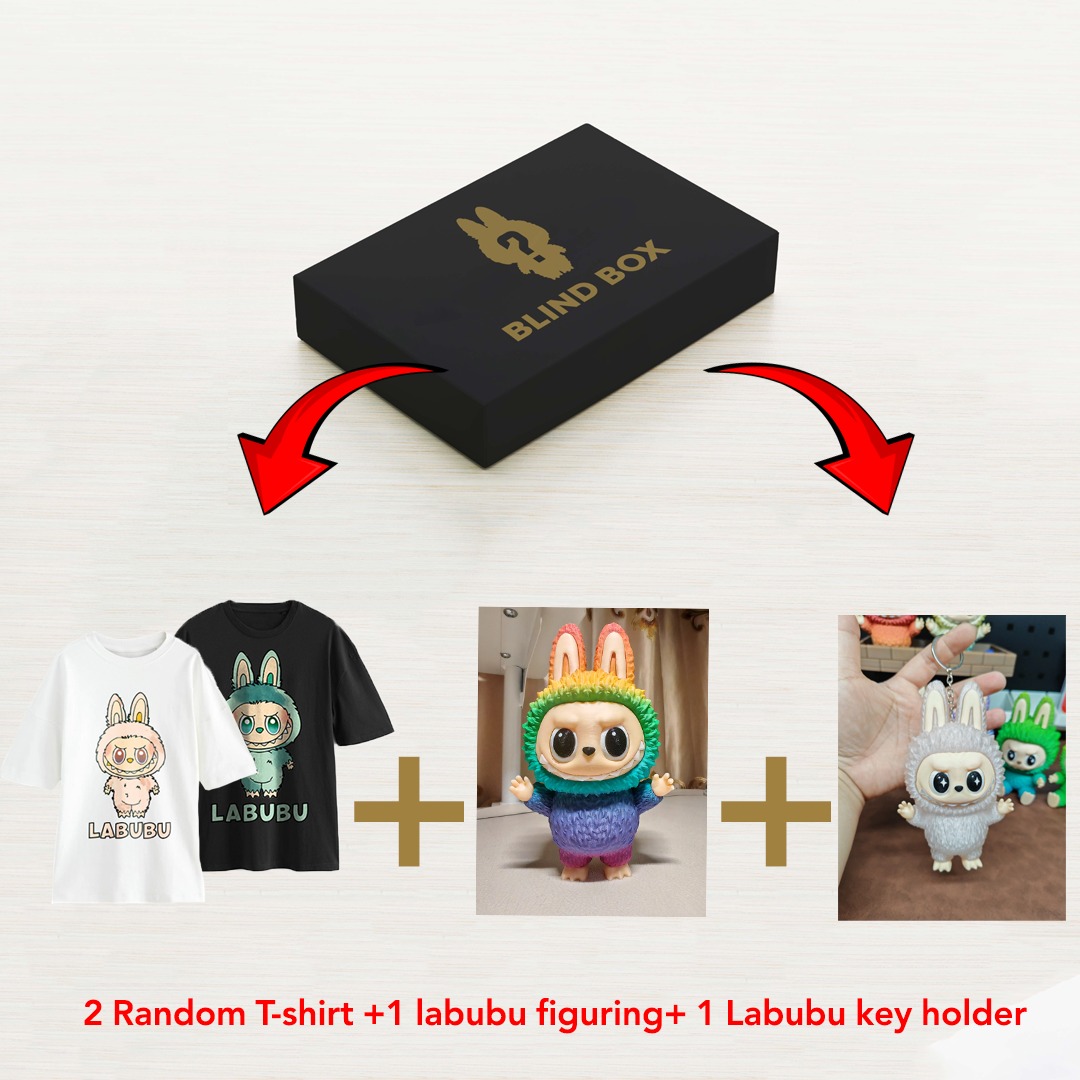 ?
BLIND BOX
LABUBU
LABUBU
2 Random T-shirt +1 labubu figuring+ 1 Labubu key holder